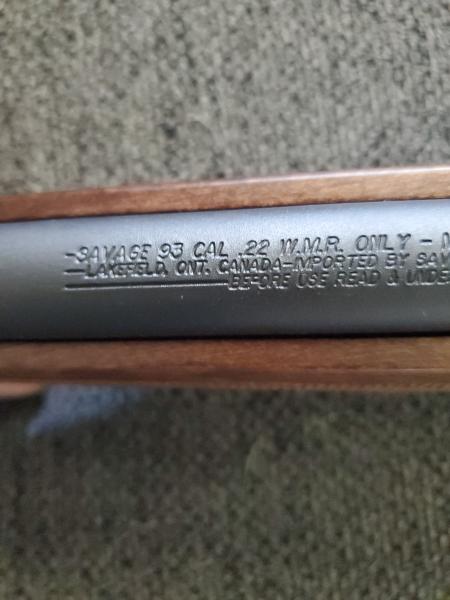 -SAVAGE 93 CAL .22 W.M.R. ONLY -
LAKEFIELD, ONT. CANADA-IMPORTED BY SAV
BEFORE USE READ & UNDE